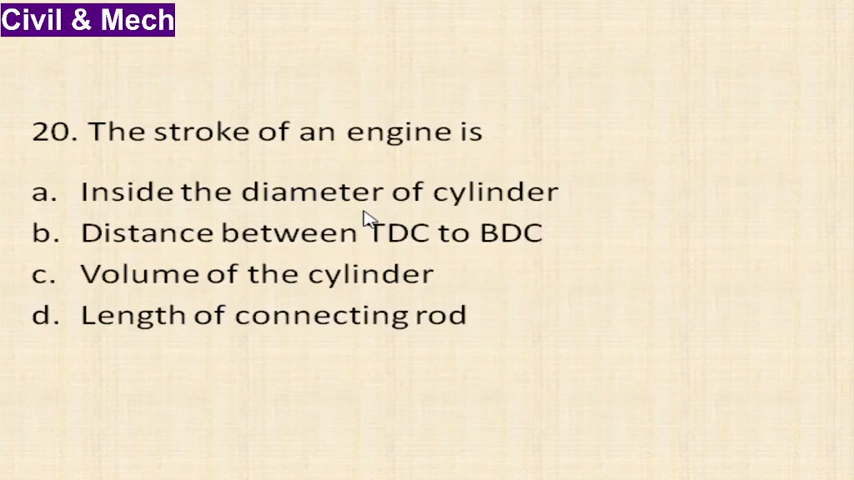 Civil & Mech
20. The stroke of an engine is
a. Inside the diameter of cylinder
b. Distance between TDC to BDC
c. Volume of the cylinder
d. Length of connecting rod